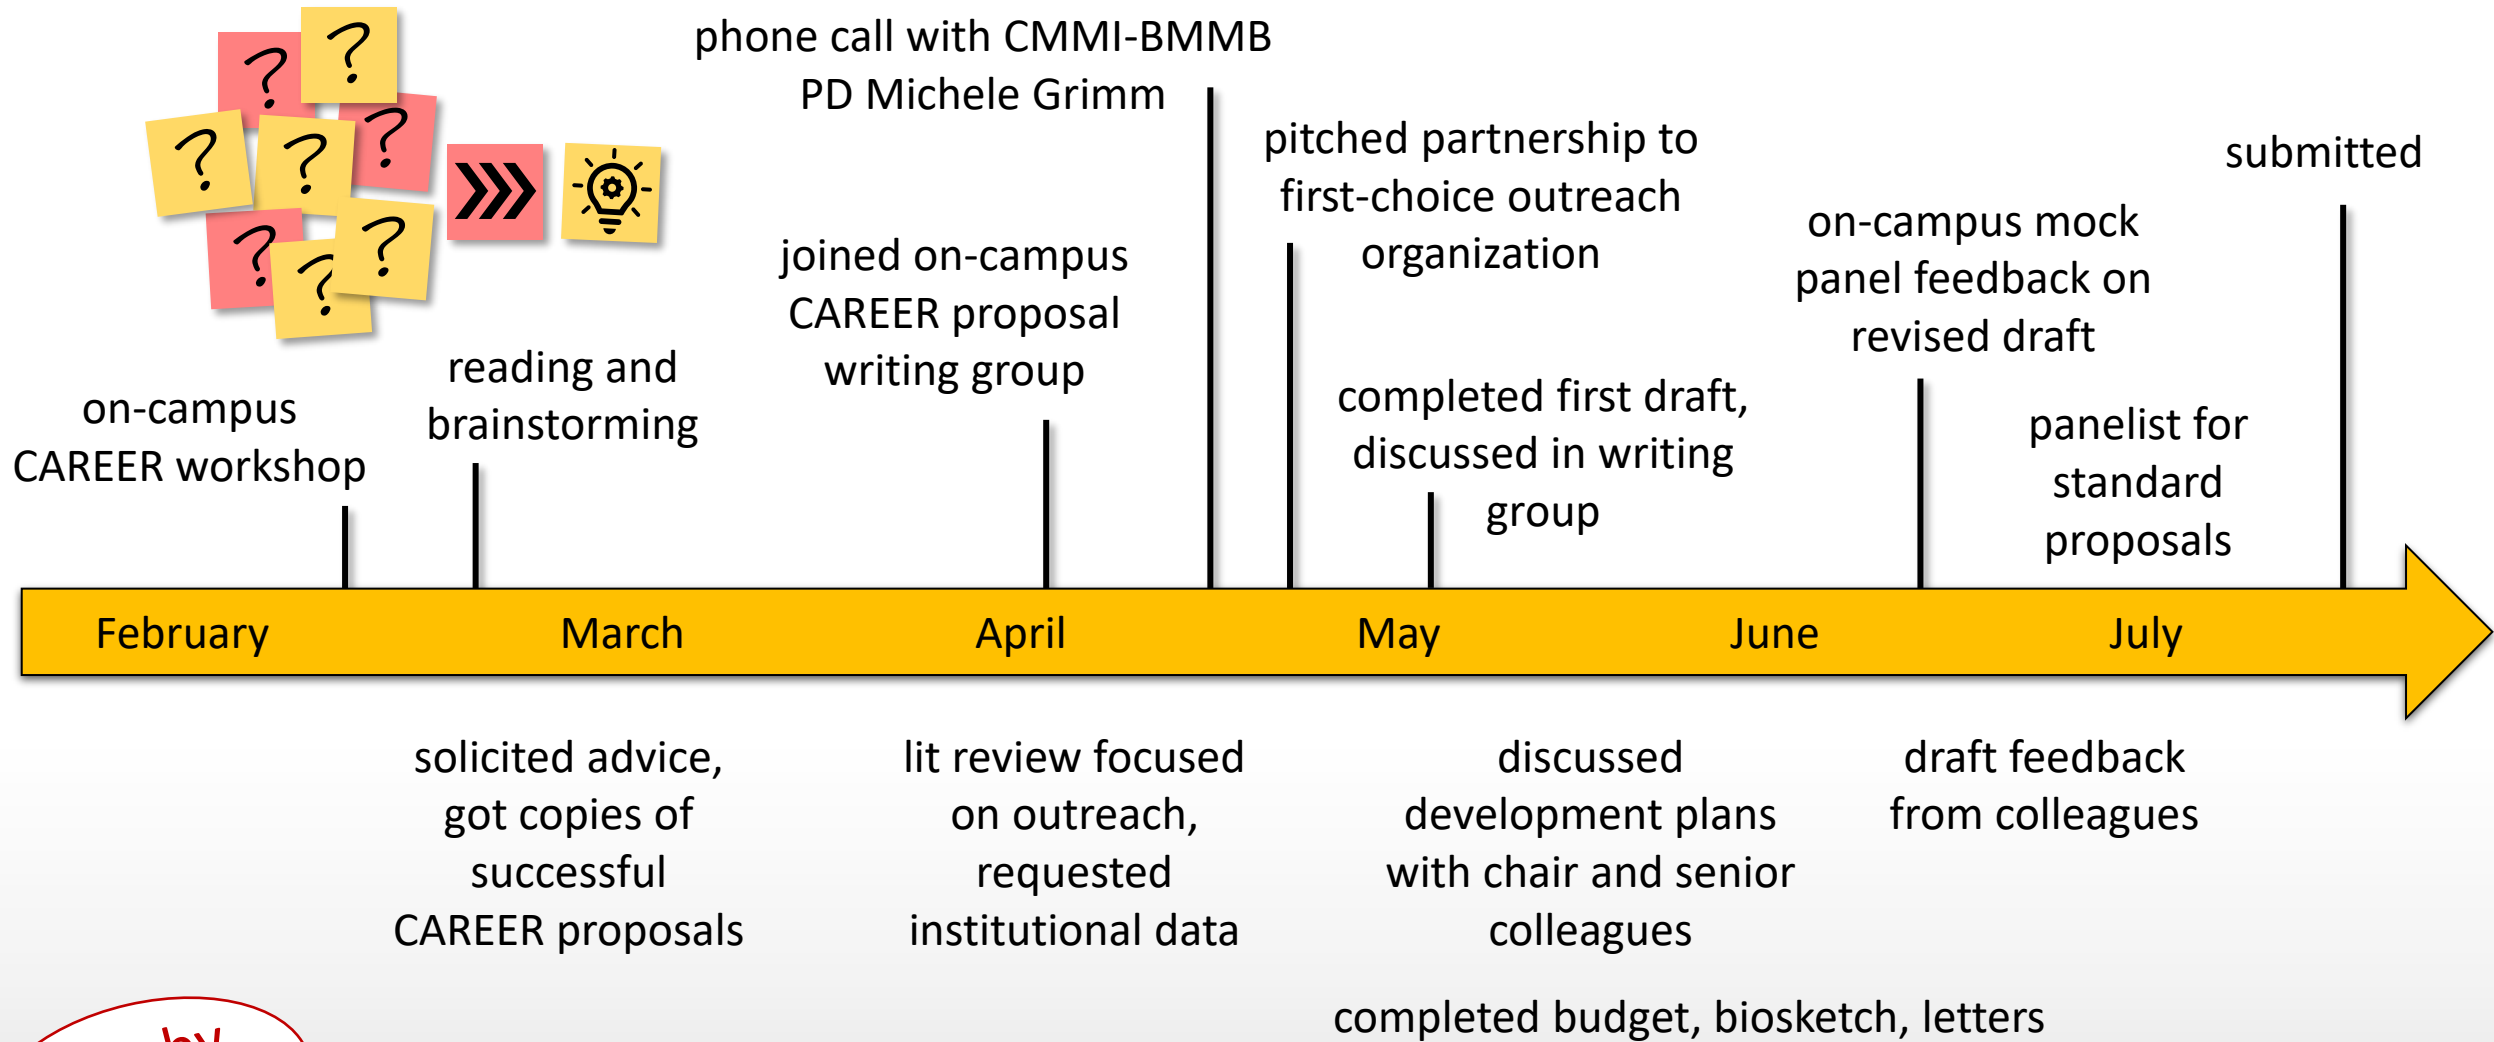 ? ? ? ? ? ? ? ?
phone call with CMMI-BMMB
PD Michele Grimm
pitched partnership to
first-choice outreach
organization
submitted
on-campus mock
panel feedback on
revised draft
joined on-campus
CAREER proposal
writing group
reading and
brainstorming
on-campus
CAREER workshop
completed first draft,
discussed in writing
group
panelist for
standard
proposals
February March April May June July
solicited advice,
got copies of
successful
CAREER proposals
lit review focused
on outreach,
requested
institutional data
discussed
development plans
with chair and senior
colleagues
draft feedback
from colleagues
completed budget, biosketch, letters